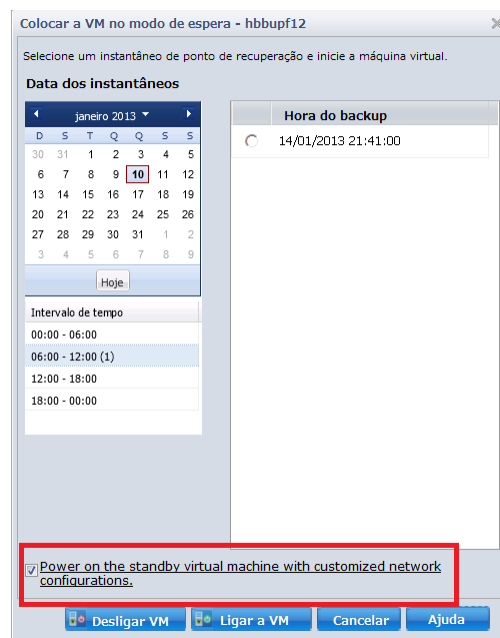 Colocar a VM no modo de espera - hbbupf12
Selecione um instantâneo de ponto de recuperação e inicie a máquina virtual.
Data dos instantâneos
janeiro 2013
D S T Q Q S S
30 31 1 2 3 4 5
6 7 8 9 10 11 12
13 14 15 16 17 18 19
20 21 22 23 24 25 26
27 28 29 30 31 1 2
3 4 5 6 7 8 9
Hoje
Intervalo de tempo
00:00 - 06:00
06:00 - 12:00 (1)
12:00 - 18:00
18:00 - 00:00
Hora do backup
14/01/2013 21:41:00
Power on the standby virtual machine with customized network
configurations.
Desligar VM Ligar a VM Cancelar Ajuda